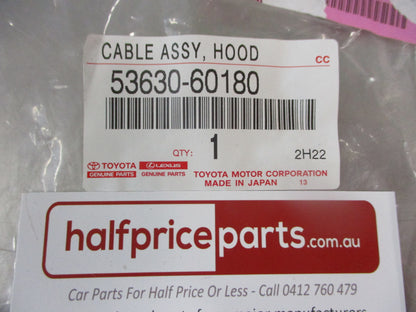 CABLE ASSY, HOOD CC
53630-60180
QTY: 1 2H22
TOYOTA LEXUS
GENUINE PARTS GENUINE PARTS
TOYOTA MOTOR CORPORATION
MADE IN JAPAN 13
halfpriceparts.com.au
Car Parts For Half Price Or Less - Call 0412 760 479